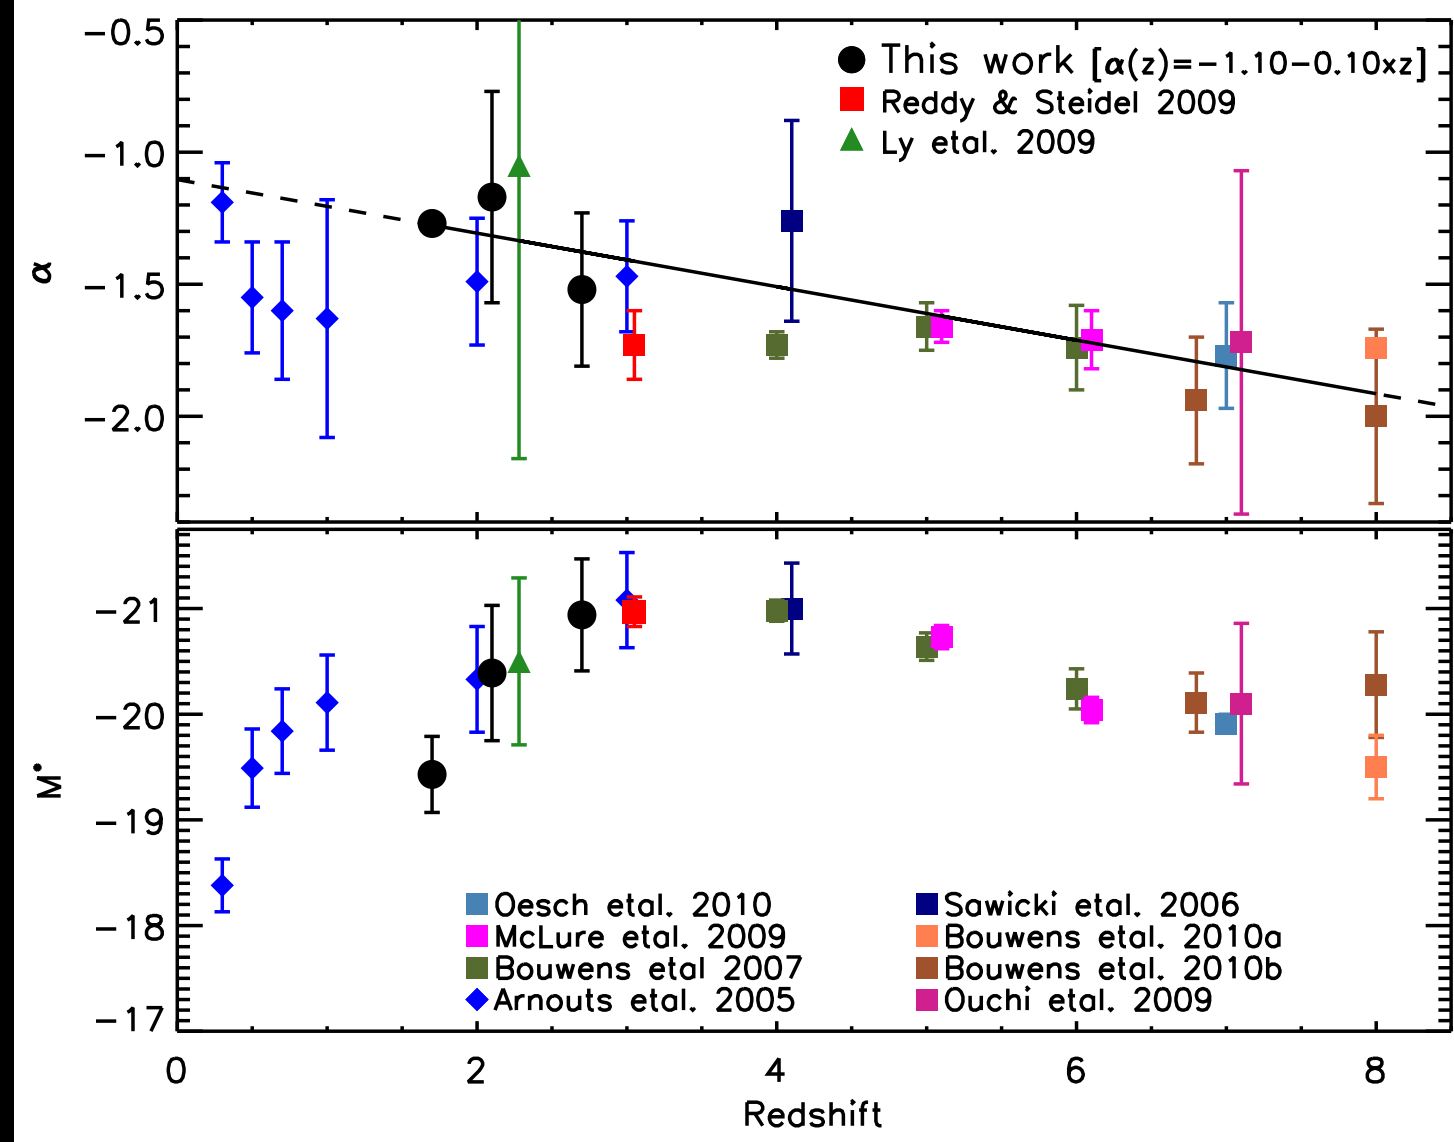 −0.5
This work [α(z)=−1.10−0.10xz]
Reddy & Steidel 2009
Ly etal. 2009
−1.0
−1.5
−2.0
α
−21
−20
−19
−18
−17
M*
Oesch etal. 2010
McLure etal. 2009
Bouwens etal 2007
Arnouts etal. 2005
Sawicki etal. 2006
Bouwens etal. 2010a
Bouwens etal. 2010b
Ouchi etal. 2009
0 2 4 6 8
Redshift